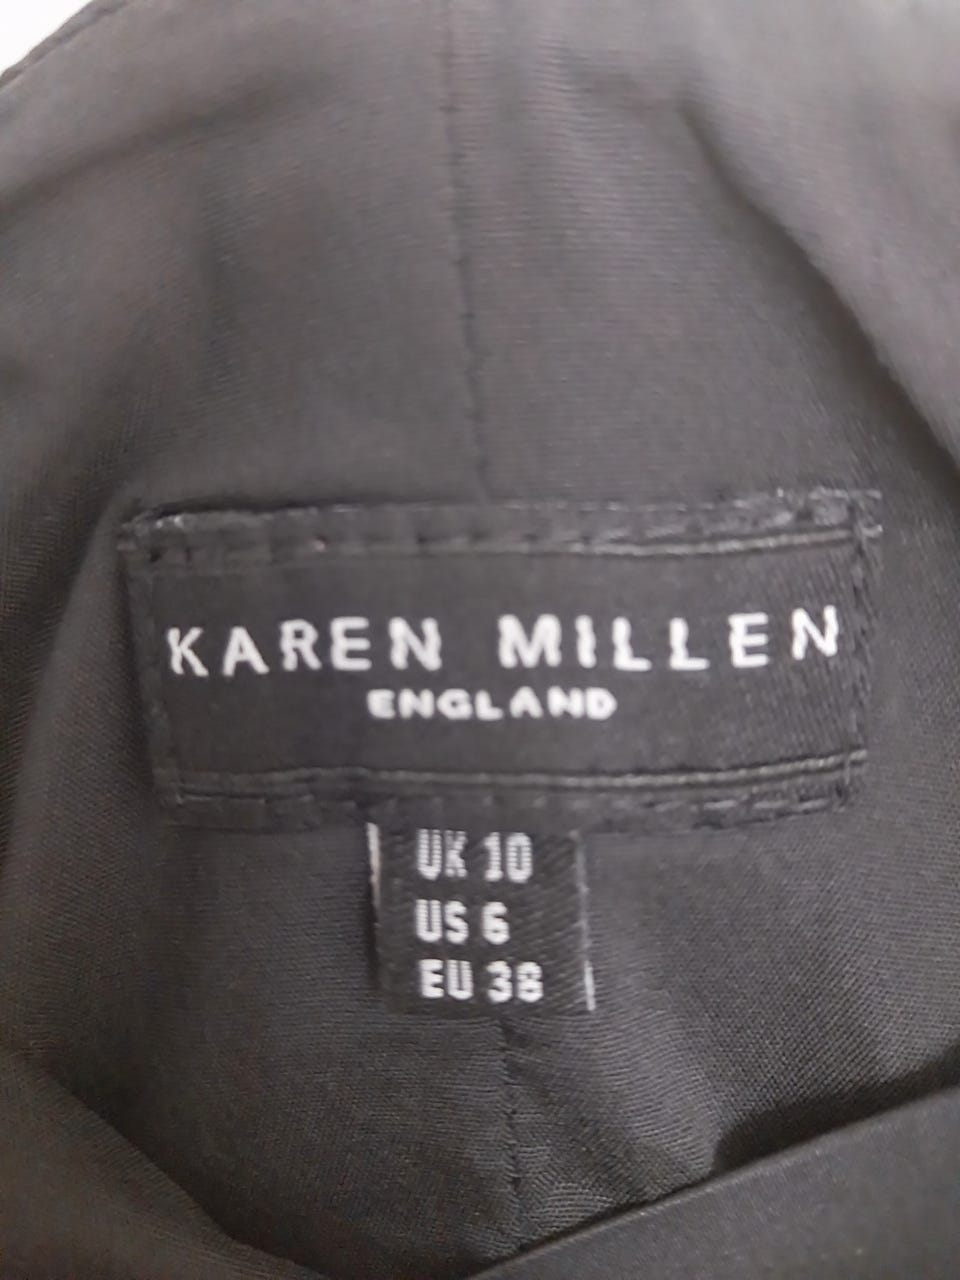 KAREN MILLEN
ENGLAND
UK 10
US 6
EU 38